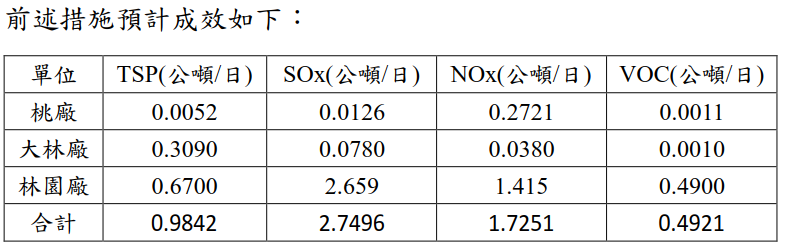 前述措施預計成效如下：
單位 TSP(公噸/日) SOx(公噸/日) NOx(公噸/日) VOC(公噸/日)
桃廠 0.0052 0.0126 0.2721 0.0011
大林廠 0.3090 0.0780 0.0380 0.0010
林園廠 0.6700 2.659 1.415 0.4900
合計 0.9842 2.7496 1.7251 0.4921